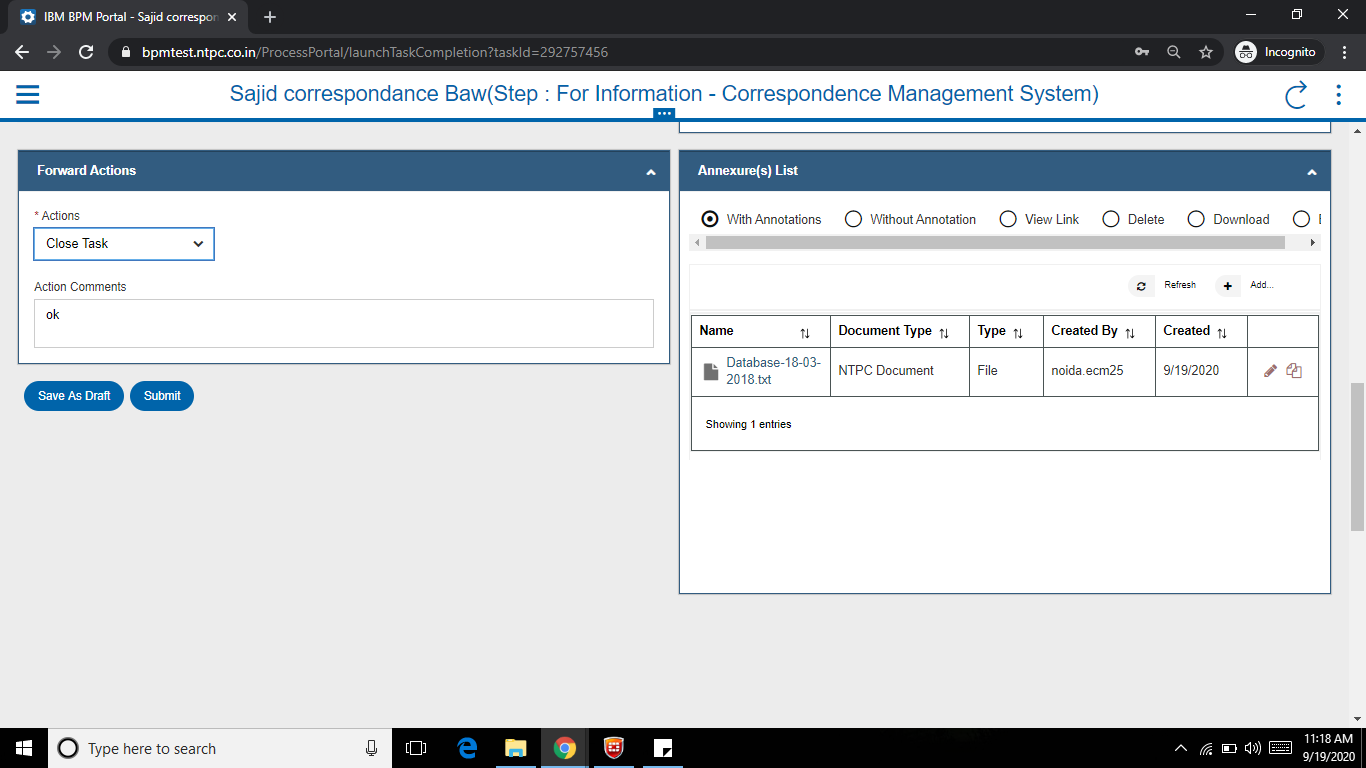 IBM BPM Portal - Sajid correspon
bpmtest.ntpc.co.in/ProcessPortal/launchTaskCompletion?taskId=292757456
Incognito
Sajid correspondance Baw(Step : For Information - Correspondence Management System)
Forward Actions
* Actions
Close Task
Action Comments
ok
Save As Draft Submit
Annexure(s) List
With Annotations Without Annotation View Link Delete Download
Refresh Add...
Name Document Type Type Created By Created
Database-18-03-
2018.txt
NTPC Document File noida.ecm25 9/19/2020
Showing 1 entries
Type here to search
11:18 AM
9/19/2020